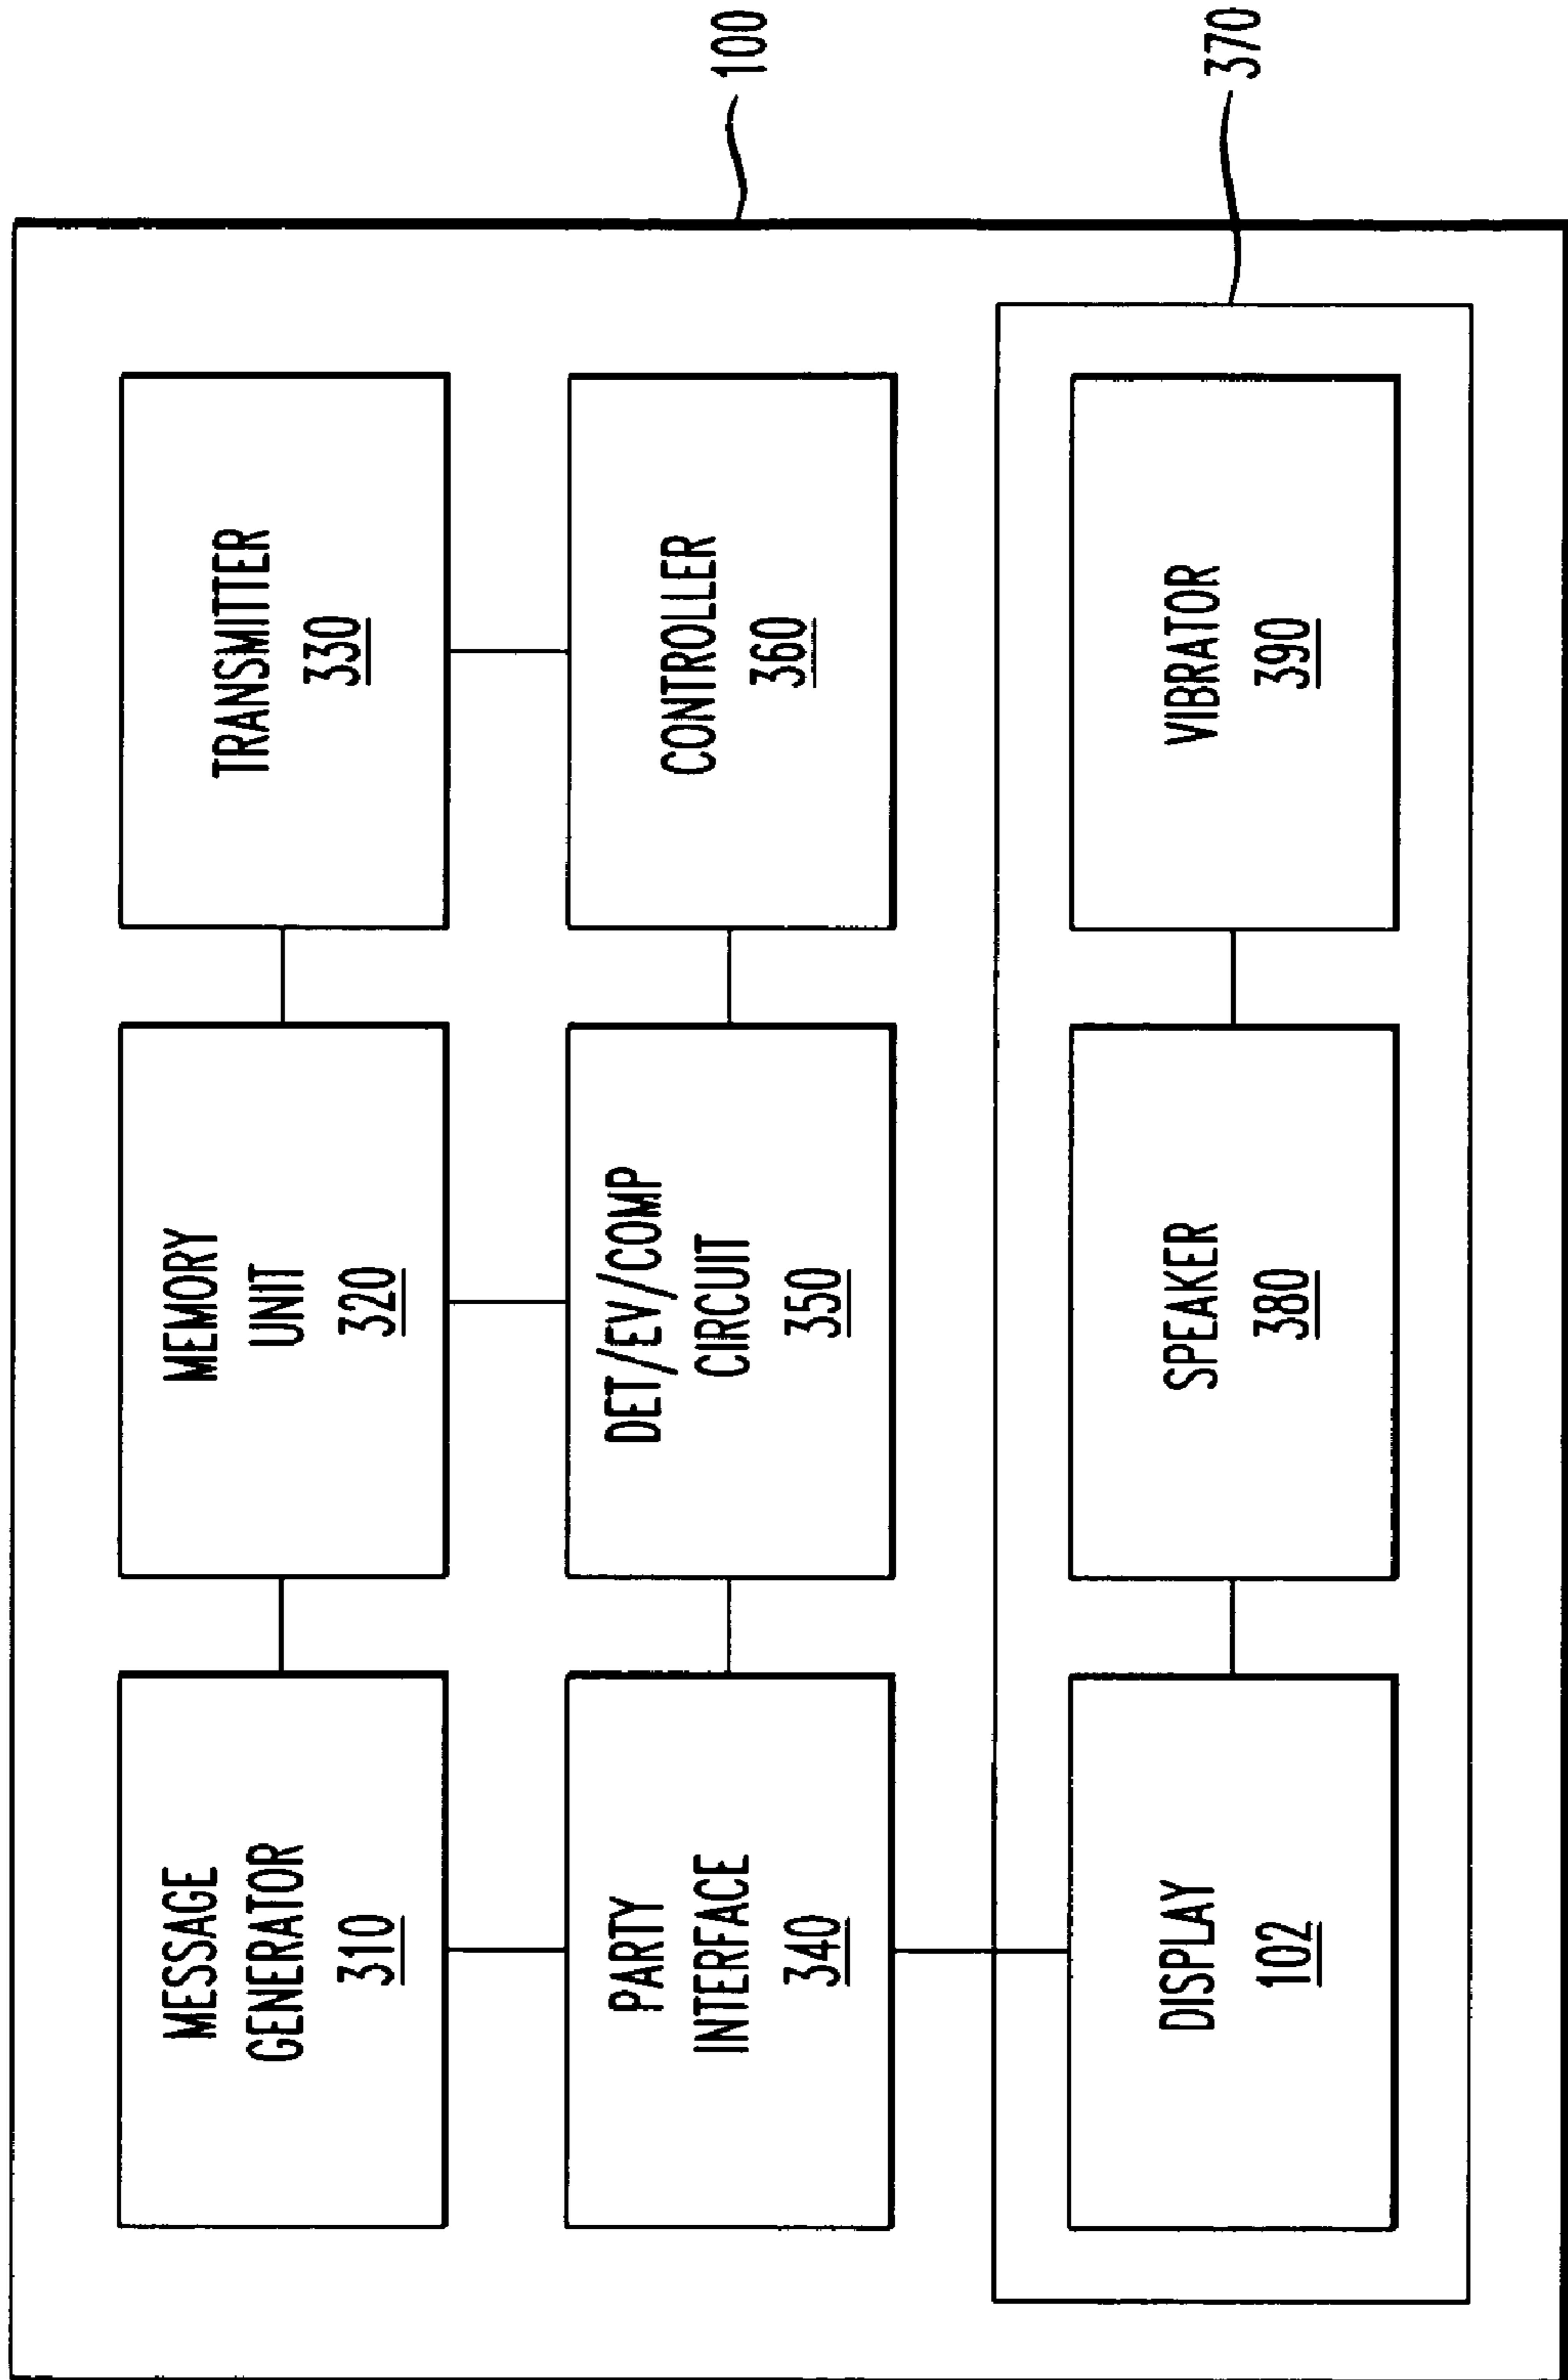 MESSAGE
GENERATOR
310
MEMORY
UNIT
320
TRANSMITTER
330
100
PARTY
INTERFACE
340
DET/EV/COMP
CIRCUIT
350
CONTROLLER
360
DISPLAY
102
SPEAKER
380
VIBRATOR
390
370